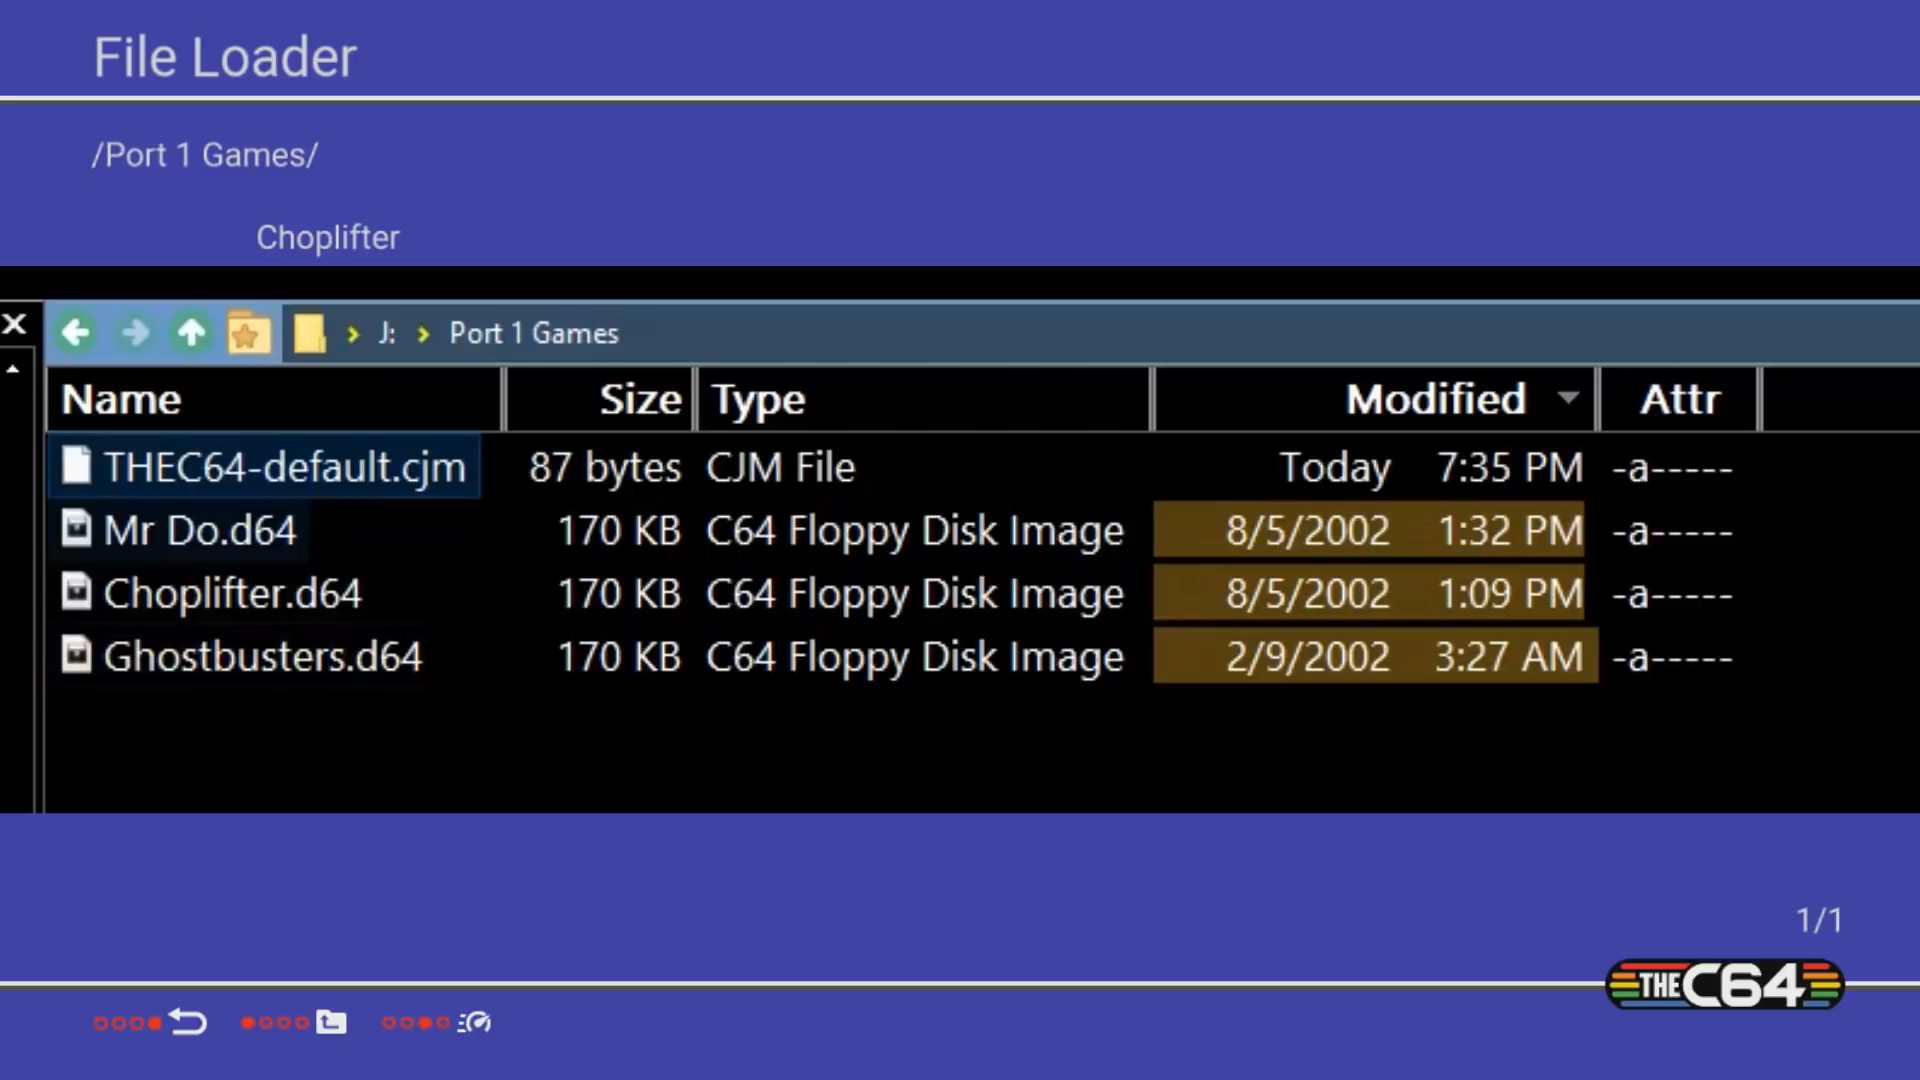 File Loader
/Port 1 Games/
Choplifter
J: Port 1 Games
Name Size Type Modified Attr
THEC64-default.cjm 87 bytes CJM File Today 7:35 PM -a-----
Mr Do.d64 170 KB C64 Floppy Disk Image 8/5/2002 1:32 PM -a-----
Choplifter.d64 170 KB C64 Floppy Disk Image 8/5/2002 1:09 PM -a-----
Ghostbusters.d64 170 KB C64 Floppy Disk Image 2/9/2002 3:27 AM -a-----
1/1
THEC64